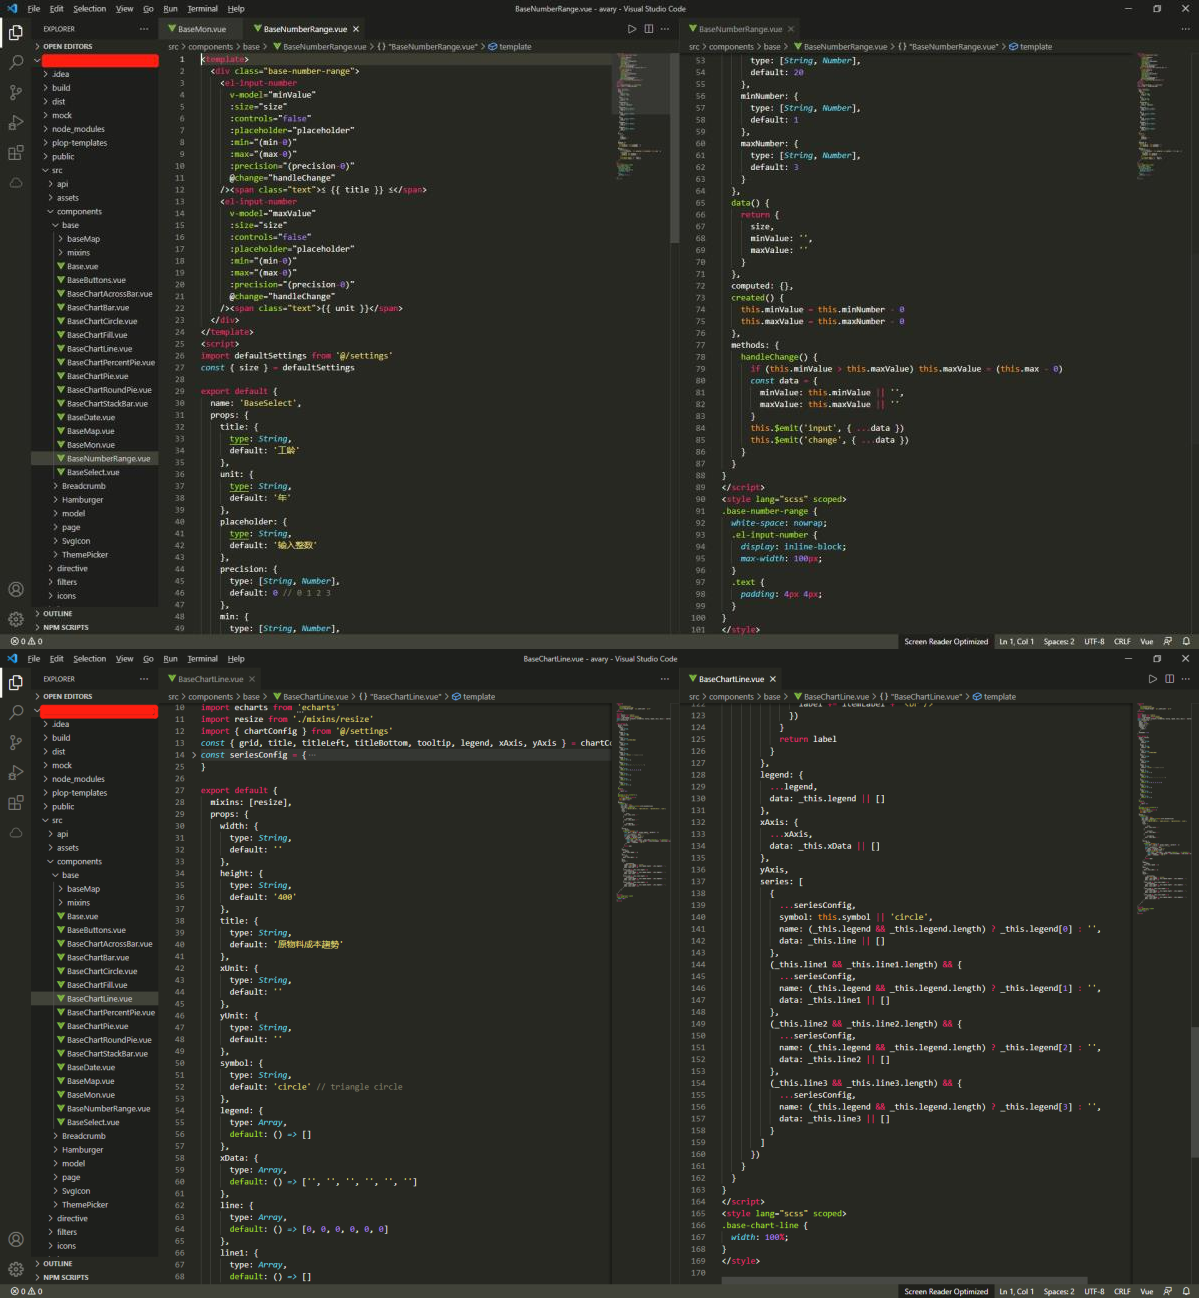 File Edit Selection View Go Run Terminal Help
BaseNumberRange.vue - avary - Visual Studio Code
EXPLORER
OPEN EDITORS
.idea
build
dist
mock
node_modules
plop-templates
public
src
api
assets
components
base
baseMap
mixins
Base.vue
BaseButtons.vue
BaseChartAcrossBar.vue
BaseChartBar.vue
BaseChartCircle.vue
BaseChartFill.vue
BaseChartLine.vue
BaseChartPercentPie.vue
BaseChartPie.vue
BaseChartRoundPie.vue
BaseChartStackBar.vue
BaseDate.vue
BaseMap.vue
BaseMon.vue
BaseNumberRange.vue
BaseSelect.vue
Breadcrumb
Hamburger
model
page
SvgIcon
ThemePicker
directive
filters
icons
OUTLINE
NPM SCRIPTS
BaseMon.vue BaseNumberRange.vue
src > components > base > BaseNumberRange.vue > {} "BaseNumberRange.vue" > template
1 <template>
2 <div class="base-number-range">
3 <el-input-number
4 v-model="minValue"
5 :size="size"
6 :controls="false"
7 :placeholder="placeholder"
8 :min="(min-0)"
9 :max="(max-0)"
10 :precision="(precision-0)"
11 @change="handleChange"
12 /><span class="text">≤ {{ title }} ≤</span>
13 <el-input-number
14 v-model="maxValue"
15 :size="size"
16 :controls="false"
17 :placeholder="placeholder"
18 :min="(min-0)"
19 :max="(max-0)"
20 :precision="(precision-0)"
21 @change="handleChange"
22 /><span class="text">{{ unit }}</span>
23 </div>
24 </template>
25 <script>
26 import defaultSettings from '@/settings'
27 const { size } = defaultSettings
28
29 export default {
30 name: 'BaseSelect',
31 props: {
32 title: {
33 type: String,
34 default: '工龄'
35 },
36 unit: {
37 type: String,
38 default: '年'
39 },
40 placeholder: {
41 type: String,
42 default: '输入整数'
43 },
44 precision: {
45 type: [String, Number],
46 default: 0 // 0 1 2 3
47 },
48 min: {
49 type: [String, Number],
BaseNumberRange.vue
src > components > base > BaseNumberRange.vue > {} "BaseNumberRange.vue" > template
53 type: [String, Number],
54 default: 20
55 },
56 minNumber: {
57 type: [String, Number],
58 default: 1
59 },
60 maxNumber: {
61 type: [String, Number],
62 default: 3
63 }
64 },
65 data() {
66 return {
67 size,
68 minValue: '',
69 maxValue: ''
70 }
71 },
72 computed: {},
73 created() {
74 this.minValue = this.minNumber - 0
75 this.maxValue = this.maxNumber - 0
76 },
77 methods: {
78 handleChange() {
79 if (this.minValue > this.maxValue) this.maxValue = (this.max - 0)
80 const data = {
81 minValue: this.minValue || '',
82 maxValue: this.maxValue || ''
83 }
84 this.$emit('input', { ...data })
85 this.$emit('change', { ...data })
86 }
87 }
88 }
89 </script>
90 <style lang="scss" scoped>
91 .base-number-range {
92 white-space: nowrap;
93 .el-input-number {
94 display: inline-block;
95 max-width: 100px;
96 }
97 .text {
98 padding: 4px 4px;
99 }
100 }
101 </style>
0 0 Screen Reader Optimized Ln 1, Col 1 Spaces: 2 UTF-8 CRLF Vue
File Edit Selection View Go Run Terminal Help
BaseChartLine.vue - avary - Visual Studio Code
EXPLORER
OPEN EDITORS
.idea
build
dist
mock
node_modules
plop-templates
public
src
api
assets
components
base
baseMap
mixins
Base.vue
BaseButtons.vue
BaseChartAcrossBar.vue
BaseChartBar.vue
BaseChartCircle.vue
BaseChartFill.vue
BaseChartLine.vue
BaseChartPercentPie.vue
BaseChartPie.vue
BaseChartRoundPie.vue
BaseChartStackBar.vue
BaseDate.vue
BaseMap.vue
BaseMon.vue
BaseNumberRange.vue
BaseSelect.vue
Breadcrumb
Hamburger
model
page
SvgIcon
ThemePicker
directive
filters
icons
OUTLINE
NPM SCRIPTS
BaseChartLine.vue
src > components > base > BaseChartLine.vue > {} "BaseChartLine.vue" > template
10 import echarts from 'echarts'
11 import resize from './mixins/resize'
12 import { chartConfig } from '@/settings'
13 const { grid, title, titleLeft, titleBottom, tooltip, legend, xAxis, yAxis } = chartCo
14 const seriesConfig = {···
25 }
26
27 export default {
28 mixins: [resize],
29 props: {
30 width: {
31 type: String,
32 default: ''
33 },
34 height: {
35 type: String,
36 default: '400'
37 },
38 title: {
39 type: String,
40 default: '原物料成本趨勢'
41 },
42 xUnit: {
43 type: String,
44 default: ''
45 },
46 yUnit: {
47 type: String,
48 default: ''
49 },
50 symbol: {
51 type: String,
52 default: 'circle' // triangle circle
53 },
54 legend: {
55 type: Array,
56 default: () => []
57 },
58 xData: {
59 type: Array,
60 default: () => ['', '', '', '', '', '']
61 },
62 line: {
63 type: Array,
64 default: () => [0, 0, 0, 0, 0, 0]
65 },
66 line1: {
67 type: Array,
68 default: () => []
BaseChartLine.vue
src > components > base > BaseChartLine.vue > {} "BaseChartLine.vue" > template
123 })
124 }
125 return label
126 }
127 },
128 legend: {
129 ...legend,
130 data: _this.legend || []
131 },
132 xAxis: {
133 ...xAxis,
134 data: _this.xData || []
135 },
136 yAxis,
137 series: [
138 {
139 ...seriesConfig,
140 symbol: this.symbol || 'circle',
141 name: (_this.legend && _this.legend.length) ? _this.legend[0] : '',
142 data: _this.line || []
143 },
144 (_this.line1 && _this.line1.length) && {
145 ...seriesConfig,
146 name: (_this.legend && _this.legend.length) ? _this.legend[1] : '',
147 data: _this.line1 || []
148 },
149 (_this.line2 && _this.line2.length) && {
150 ...seriesConfig,
151 name: (_this.legend && _this.legend.length) ? _this.legend[2] : '',
152 data: _this.line2 || []
153 },
154 (_this.line3 && _this.line3.length) && {
155 ...seriesConfig,
156 name: (_this.legend && _this.legend.length) ? _this.legend[3] : '',
157 data: _this.line3 || []
158 }
159 ]
160 })
161 }
162 }
163 }
164 </script>
165 <style lang="scss" scoped>
166 .base-chart-line {
167 width: 100%;
168 }
169 </style>
170
0 0 Screen Reader Optimized Ln 1, Col 1 Spaces: 2 UTF-8 CRLF Vue